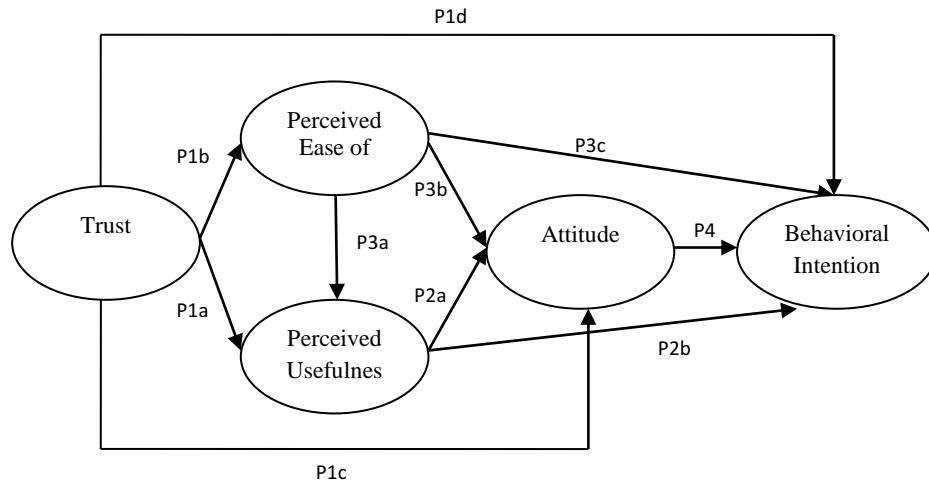 P1d
Perceived
Ease of
P1b
P3c
P3b
Trust
P3a
Attitude
P4
Behavioral
Intention
P1a
P2a
Perceived
Usefulnes
P2b
P1c